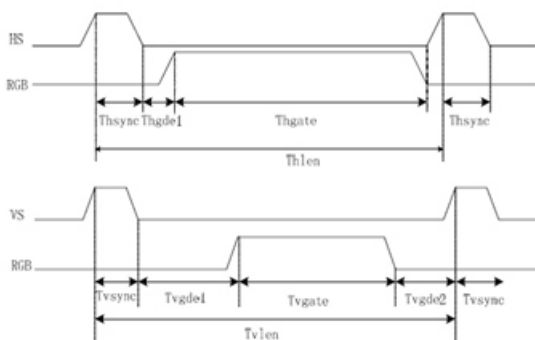 HS
RGB
Thsync Thgde1 Thgate Thsync
Thlen
VS
RGB
Tvsync Tvgde1 Tvgate Tvgde2 Tvsync
Tvlen